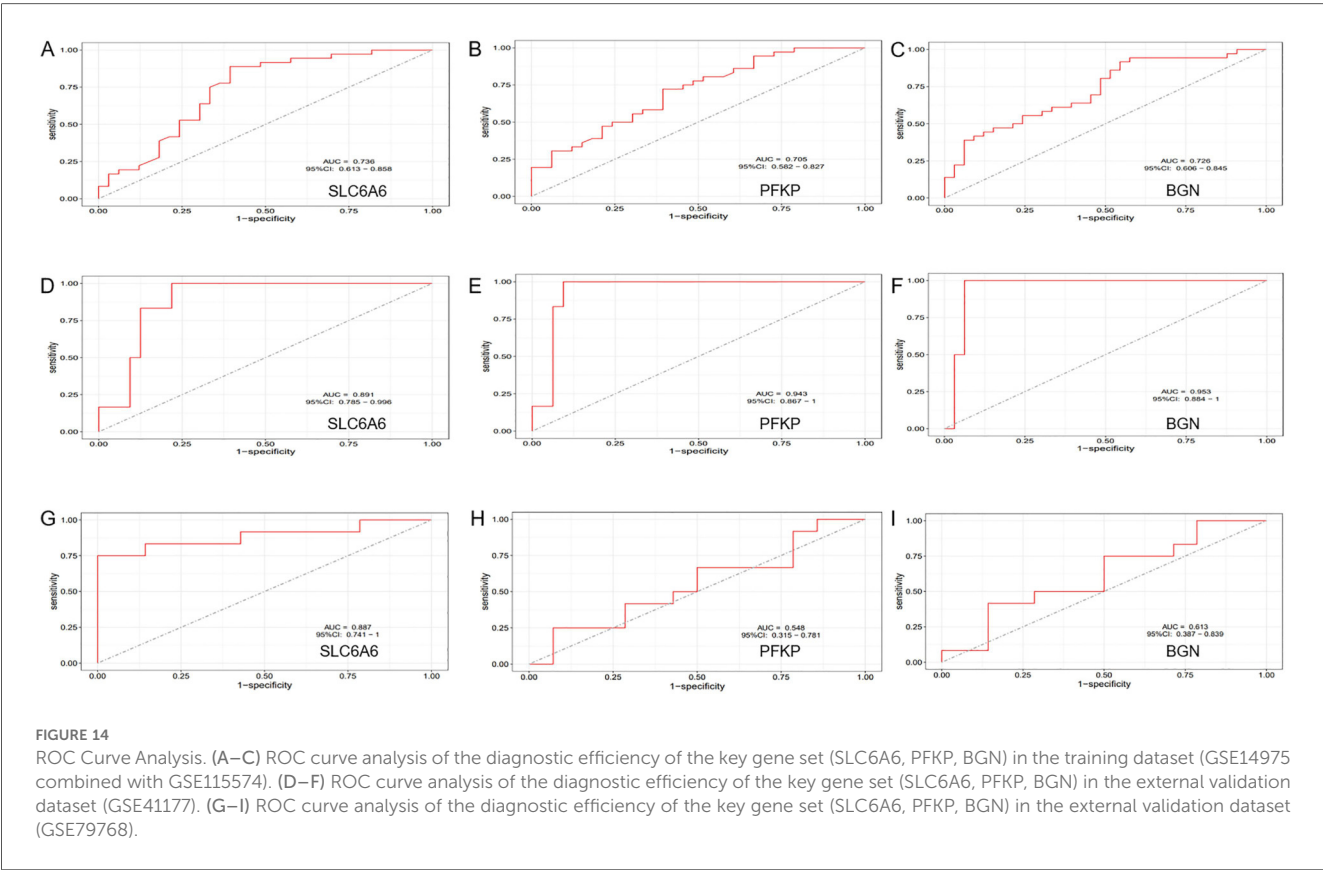 A
1.00
0.75
0.50
0.25
0.00
sensitivity
AUC = 0.736
95%CI: 0.613 − 0.858
SLC6A6
0.00 0.25 0.50 0.75 1.00
1−specificity
B
1.00
0.75
0.50
0.25
0.00
sensitivity
AUC = 0.705
95%CI: 0.582 − 0.827
PFKP
0.00 0.25 0.50 0.75 1.00
1−specificity
C
1.00
0.75
0.50
0.25
0.00
sensitivity
AUC = 0.726
95%CI: 0.606 − 0.845
BGN
0.00 0.25 0.50 0.75 1.00
1−specificity
D
1.00
0.75
0.50
0.25
0.00
sensitivity
AUC = 0.891
95%CI: 0.785 − 0.996
SLC6A6
0.00 0.25 0.50 0.75 1.00
1−specificity
E
1.00
0.75
0.50
0.25
0.00
sensitivity
AUC = 0.943
95%CI: 0.867 − 1
PFKP
0.00 0.25 0.50 0.75 1.00
1−specificity
F
1.00
0.75
0.50
0.25
0.00
sensitivity
AUC = 0.953
95%CI: 0.884 − 1
BGN
0.00 0.25 0.50 0.75 1.00
1−specificity
G
1.00
0.75
0.50
0.25
0.00
sensitivity
AUC = 0.887
95%CI: 0.741 − 1
SLC6A6
0.00 0.25 0.50 0.75 1.00
1−specificity
H
1.00
0.75
0.50
0.25
0.00
sensitivity
AUC = 0.548
95%CI: 0.315 − 0.781
PFKP
0.00 0.25 0.50 0.75 1.00
1−specificity
I
1.00
0.75
0.50
0.25
0.00
sensitivity
AUC = 0.613
95%CI: 0.387 − 0.839
BGN
0.00 0.25 0.50 0.75 1.00
1−specificity
FIGURE 14
ROC Curve Analysis. (A–C) ROC curve analysis of the diagnostic efficiency of the key gene set (SLC6A6, PFKP, BGN) in the training dataset (GSE14975
combined with GSE115574). (D–F) ROC curve analysis of the diagnostic efficiency of the key gene set (SLC6A6, PFKP, BGN) in the external validation
dataset (GSE41177). (G–I) ROC curve analysis of the diagnostic efficiency of the key gene set (SLC6A6, PFKP, BGN) in the external validation dataset
(GSE79768).